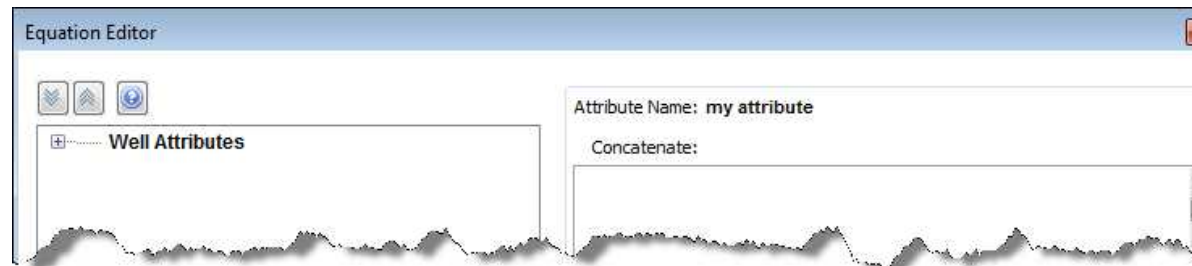 Equation Editor
Well Attributes
Attribute Name: my attribute
Concatenate: